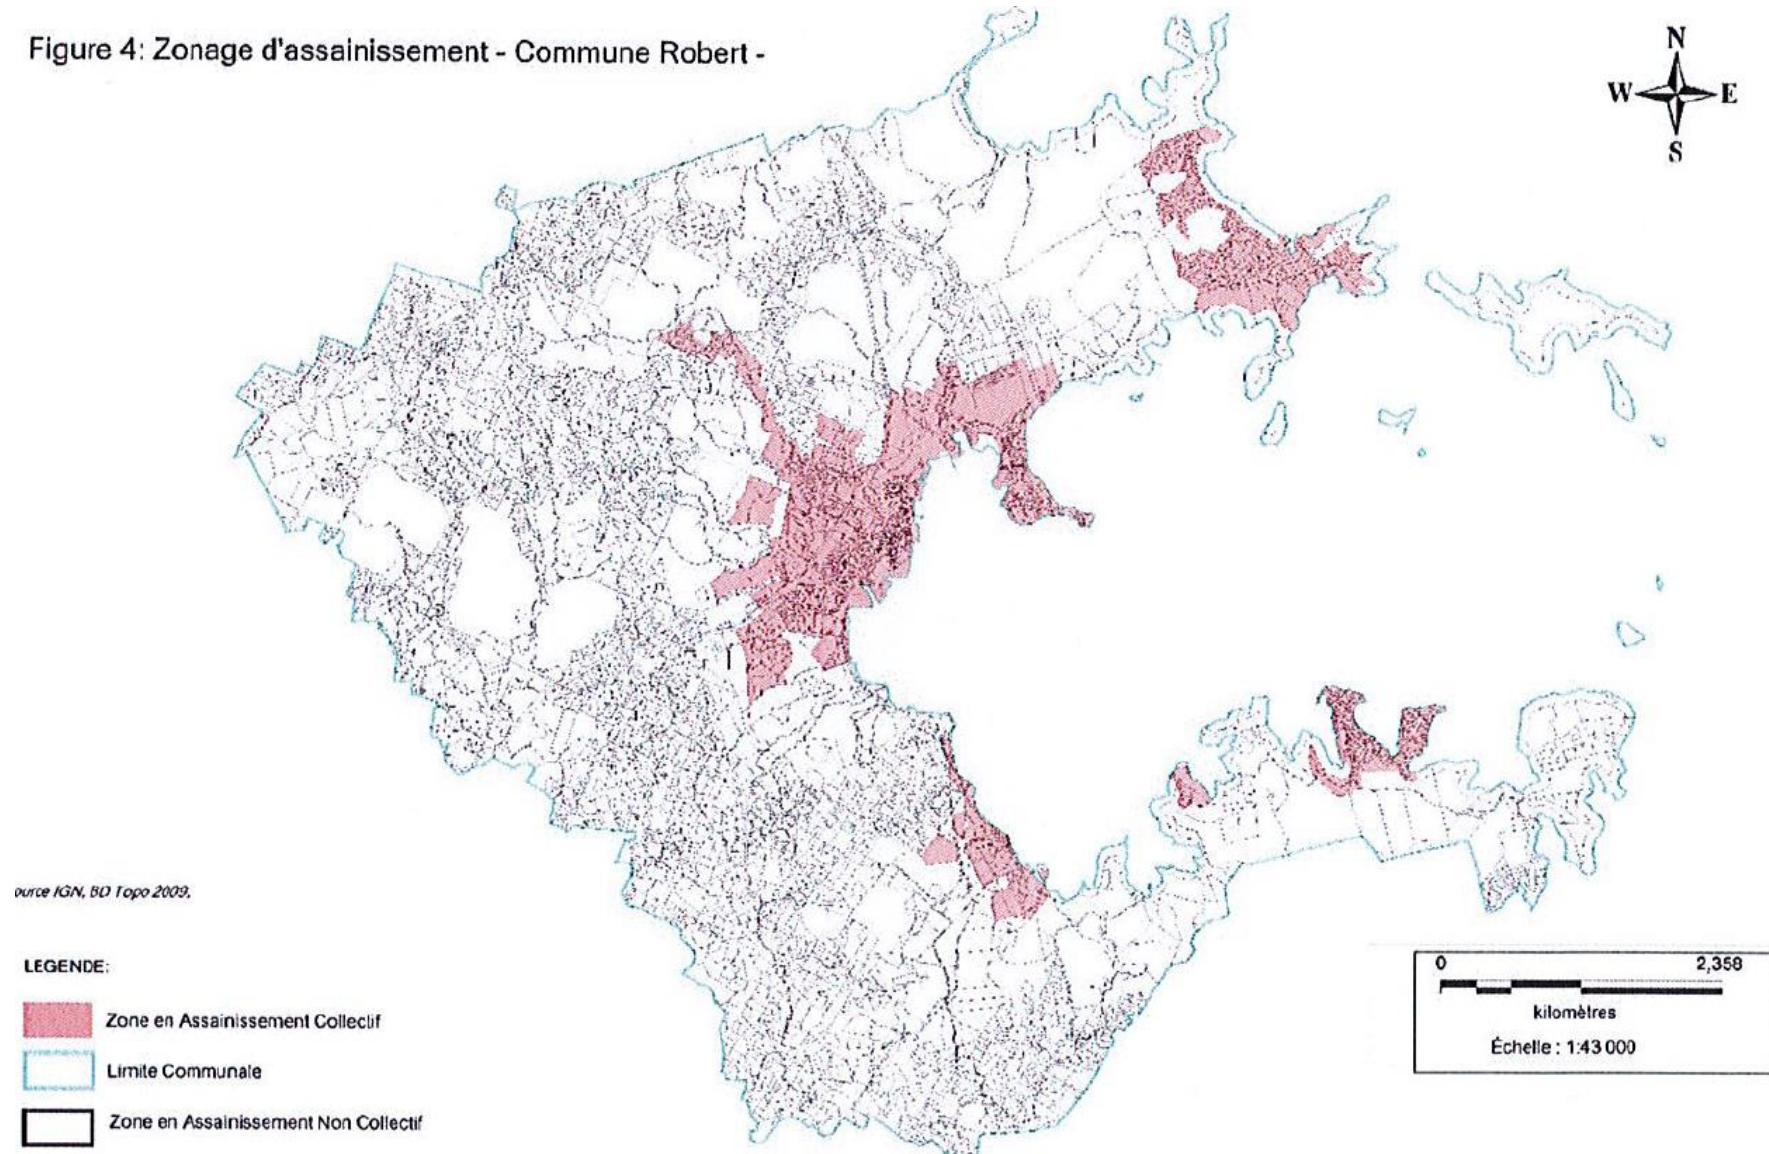 Figure 4: Zonage d'assainissement - Commune Robert -
N
W E
S
ource IGN, BD Topo 2009,
LEGENDE:
Zone en Assainissement Collectif
Limite Communale
Zone en Assainissement Non Collectif
0 2,358
kilomètres
Échelle : 1:43 000